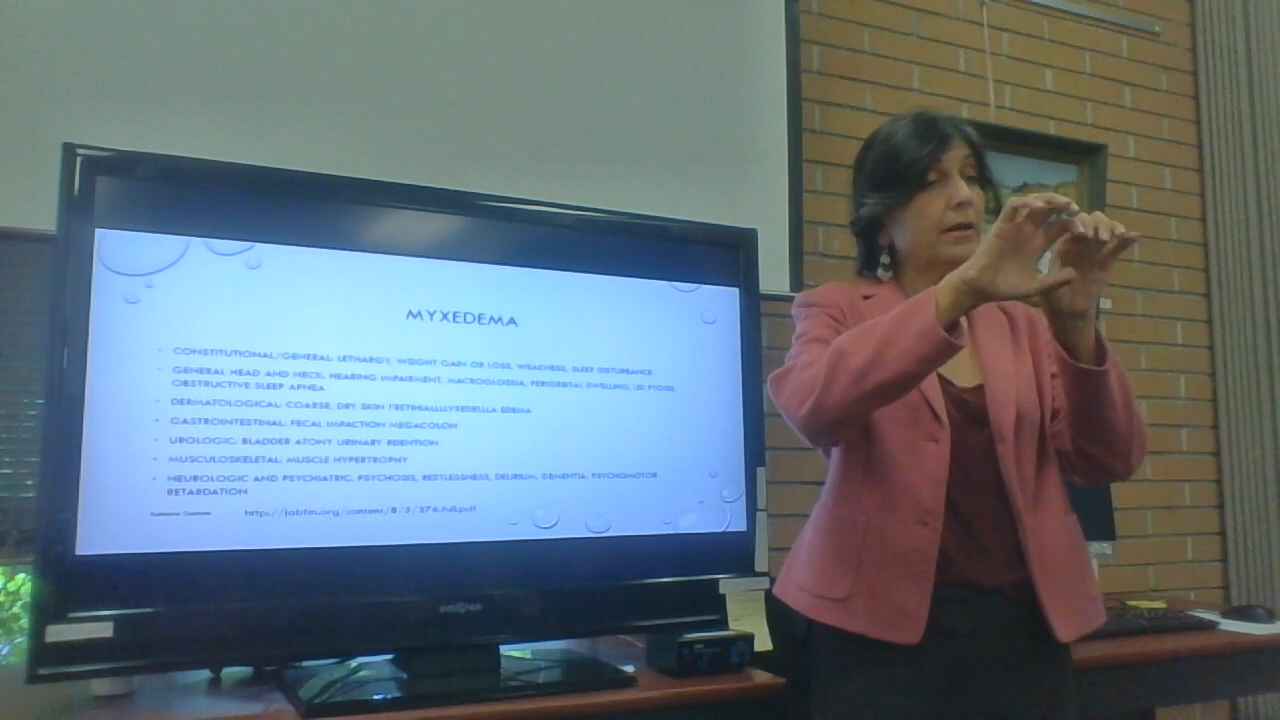 MYXEDEMA
• CONSTITUTIONAL/GENERAL: LETHARGY, WEIGHT GAIN OR LOSS, WEAKNESS, SLEEP DISTURBANCE
• GENERAL HEAD AND NECK: HEARING IMPAIRMENT, MACROGLOSSIA, PERIORBITAL SWELLING, LID PTOSIS,
OBSTRUCTIVE SLEEP APNEA
• DERMATOLOGICAL: COARSE, DRY SKIN EDEMA
• GASTROINTESTINAL: FECAL IMPACTION MEGACOLON
• UROLOGIC: BLADDER ATONY URINARY
• MUSCULOSKELETAL: MUSCLE HYPERTROPHY
• NEUROLOGIC AND PSYCHIATRIC: PSYCHOSIS, RESTLESSNESS, DELIRIUM, DEMENTIA, PSYCHOMOTOR
RETARDATION
http://jabfm.org/content/8/5/376.full.pdf
INSIGNIA